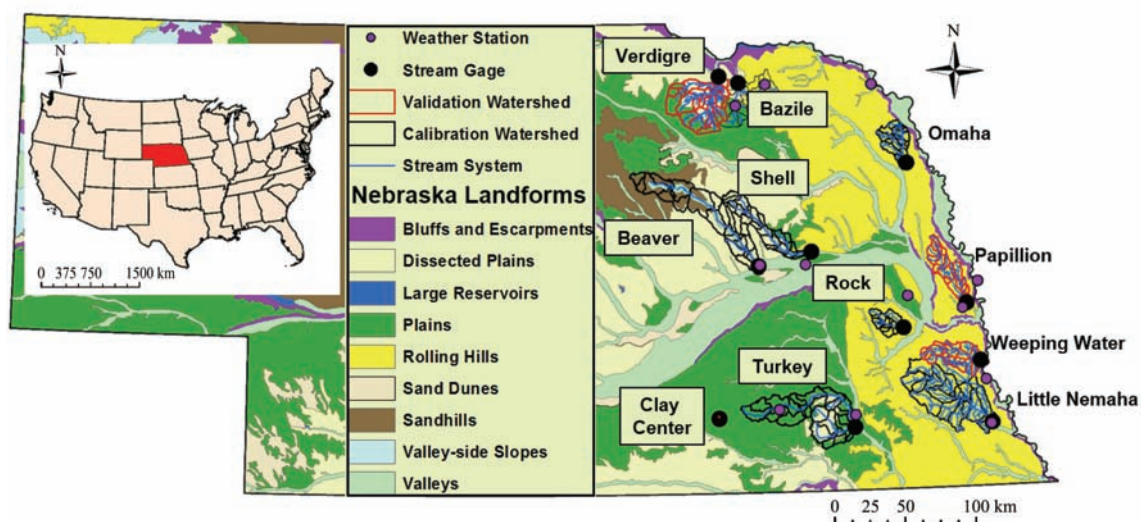 N
0 375 750 1500 km
Weather Station
Stream Gage
Validation Watershed
Calibration Watershed
Stream System
Nebraska Landforms
Bluffs and Escarpments
Dissected Plains
Large Reservoirs
Plains
Rolling Hills
Sand Dunes
Sandhills
Valley-side Slopes
Valleys
N
Verdigre
Bazile
Omaha
Shell
Beaver
Papillion
Rock
Weeping Water
Turkey
Little Nemaha
Clay
Center
0 25 50 100 km